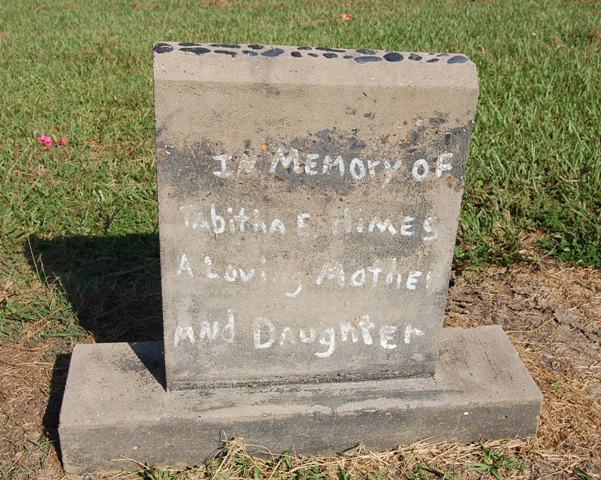 IN Memory of
Tabitha E Himes
A Loving Mother
And Daughter